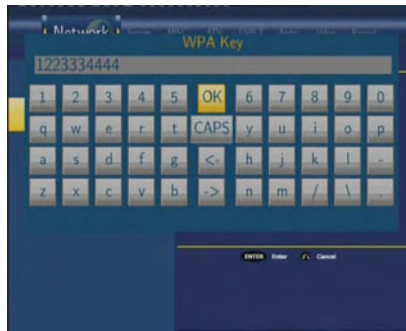 Network
WPA Key
1223334444
1 2 3 4 5 OK 6 7 8 9 0
q w e r t CAPS y u i o p
a s d f g <- h j k l -
z x c v b -> n m / \ .
ENTER Enter Cancel